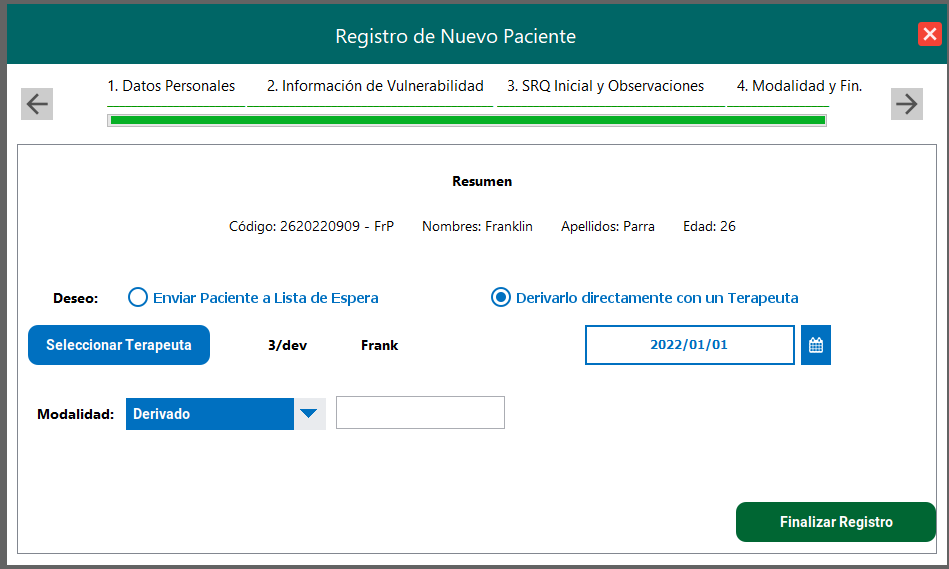 Registro de Nuevo Paciente
1. Datos Personales 2. Información de Vulnerabilidad 3. SRQ Inicial y Observaciones 4. Modalidad y Fin.
Resumen
Código: 2620220909 - FrP Nombres: Franklin Apellidos: Parra Edad: 26
Deseo: Enviar Paciente a Lista de Espera Derivarlo directamente con un Terapeuta
Seleccionar Terapeuta 3/dev Frank 2022/01/01
Modalidad: Derivado
Finalizar Registro